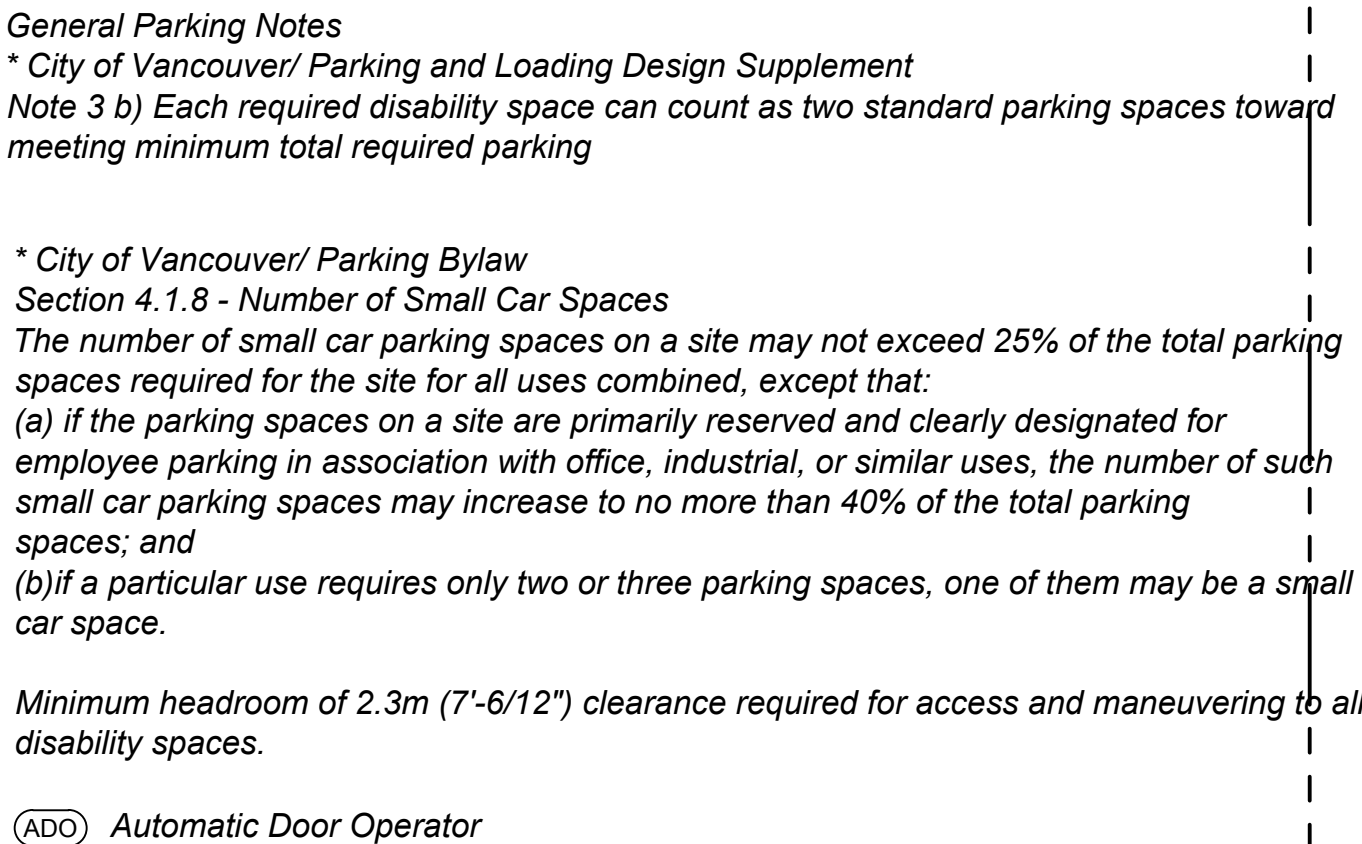 General Parking Notes
* City of Vancouver/ Parking and Loading Design Supplement
Note 3 b) Each required disability space can count as two standard parking spaces toward
meeting minimum total required parking
* City of Vancouver/ Parking Bylaw
Section 4.1.8 - Number of Small Car Spaces
The number of small car parking spaces on a site may not exceed 25% of the total parking
spaces required for the site for all uses combined, except that:
(a) if the parking spaces on a site are primarily reserved and clearly designated for
employee parking in association with office, industrial, or similar uses, the number of such
small car parking spaces may increase to no more than 40% of the total parking
spaces; and
(b)if a particular use requires only two or three parking spaces, one of them may be a small
car space.
Minimum headroom of 2.3m (7'-6/12") clearance required for access and maneuvering to all
disability spaces.
ADO Automatic Door Operator